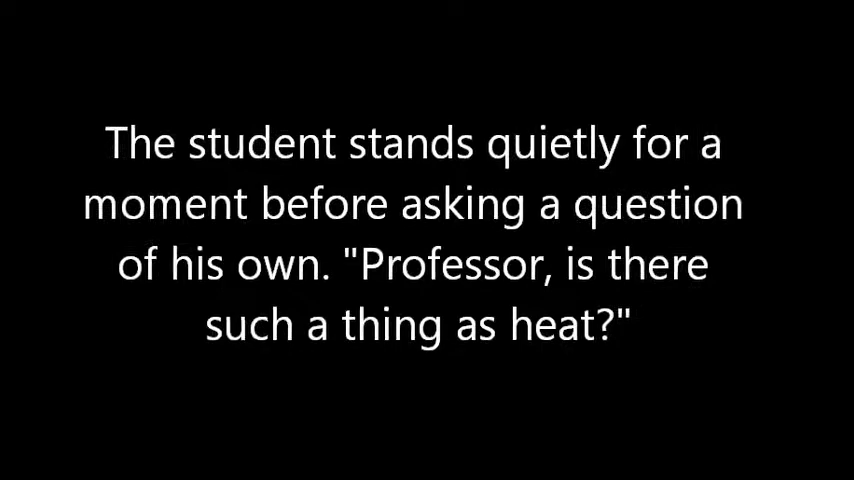 The student stands quietly for a
moment before asking a question
of his own. "Professor, is there
such a thing as heat?"